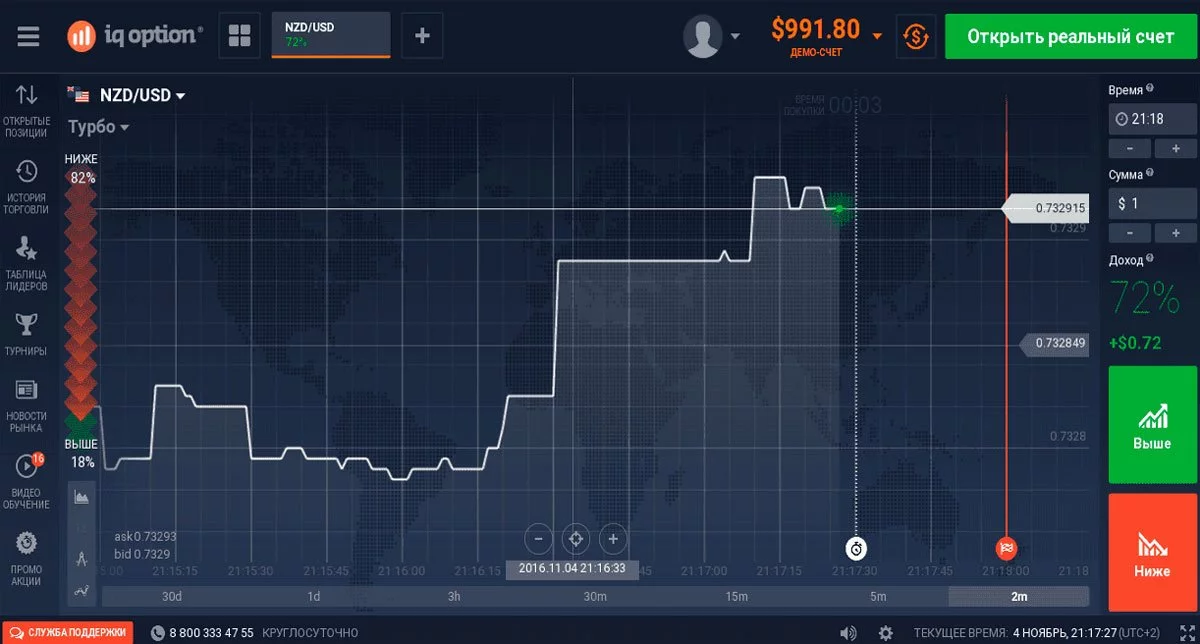 iq option®
NZD/USD
72%
$991.80
ДЕМО-СЧЕТ
Открыть реальный счет
ОТКРЫТЫЕ
ПОЗИЦИИ
ИСТОРИЯ
ТОРГОВЛИ
ТАБЛИЦА
ЛИДЕРОВ
ТУРНИРЫ
НОВОСТИ
РЫНКА
16
ВИДЕО
ОБУЧЕНИЕ
ПРОМО
АКЦИИ
NZD/USD
Турбо
НИЖЕ
82%
ВЫШЕ
18%
ВРЕМЯ
ПОКУПКИ
00:03
0.732915
0.7329
0.732849
0.7328
ask 0.73293
bid 0.7329
5:00
21:15:15
21:15:30
21:15:45
21:16:00
21:16:15
2016.11.04 21:16:33
21:17:00
21:17:15
21:17:30
21:17:45
21:18:00
21:18
30d
1d
3h
30m
15m
5m
2m
Время
21:18
-
+
Сумма
$ 1
-
+
Доход
72%
+$0.72
Выше
Ниже
СЛУЖБА ПОДДЕРЖКИ
8 800 333 47 55
КРУГЛОСУТОЧНО
ТЕКУЩЕЕ ВРЕМЯ: 4 НОЯБРЬ, 21:17:27 (UTC+2)